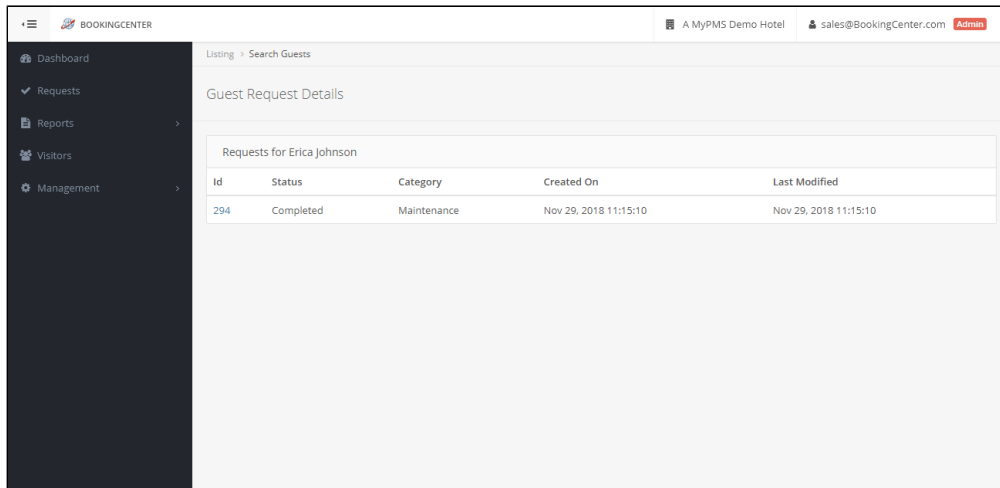 BOOKINGCENTER
A MyPMS Demo Hotel
sales@BookingCenter.com Admin
Dashboard
Requests
Reports
Visitors
Management
Listing > Search Guests
Guest Request Details
Requests for Erica Johnson
Id Status Category Created On Last Modified
294 Completed Maintenance Nov 29, 2018 11:15:10 Nov 29, 2018 11:15:10